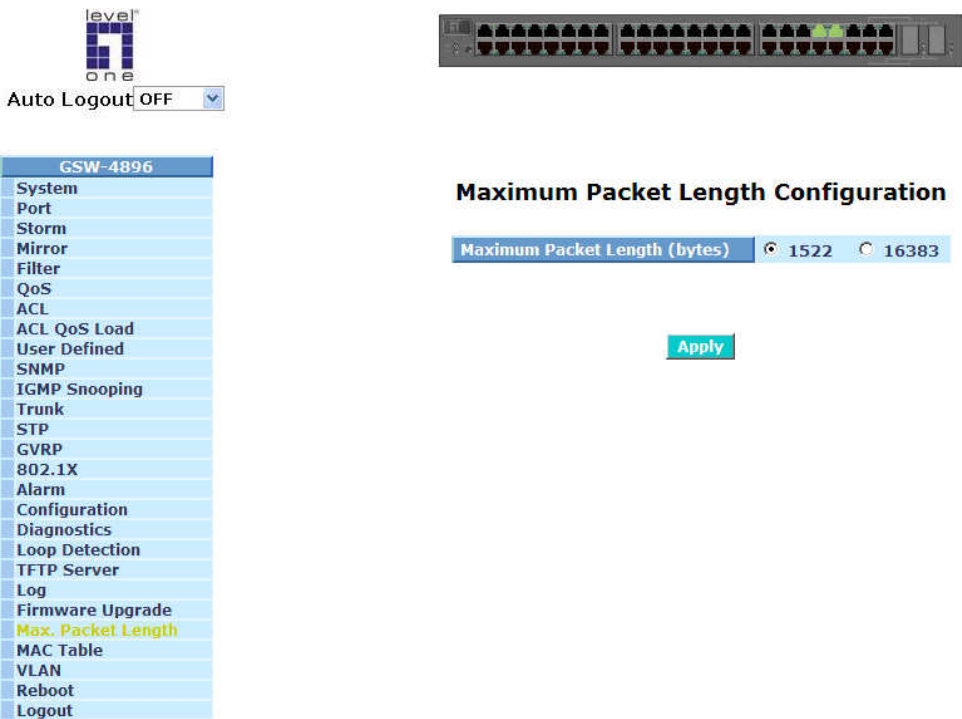 level
one
Auto Logout OFF
GSW-4896
System
Port
Storm
Mirror
Filter
QoS
ACL
ACL QoS Load
User Defined
SNMP
IGMP Snooping
Trunk
STP
GVRP
802.1X
Alarm
Configuration
Diagnostics
Loop Detection
TFTP Server
Log
Firmware Upgrade
Max. Packet Length
MAC Table
VLAN
Reboot
Logout
Maximum Packet Length Configuration
Maximum Packet Length (bytes) 1522 16383
Apply